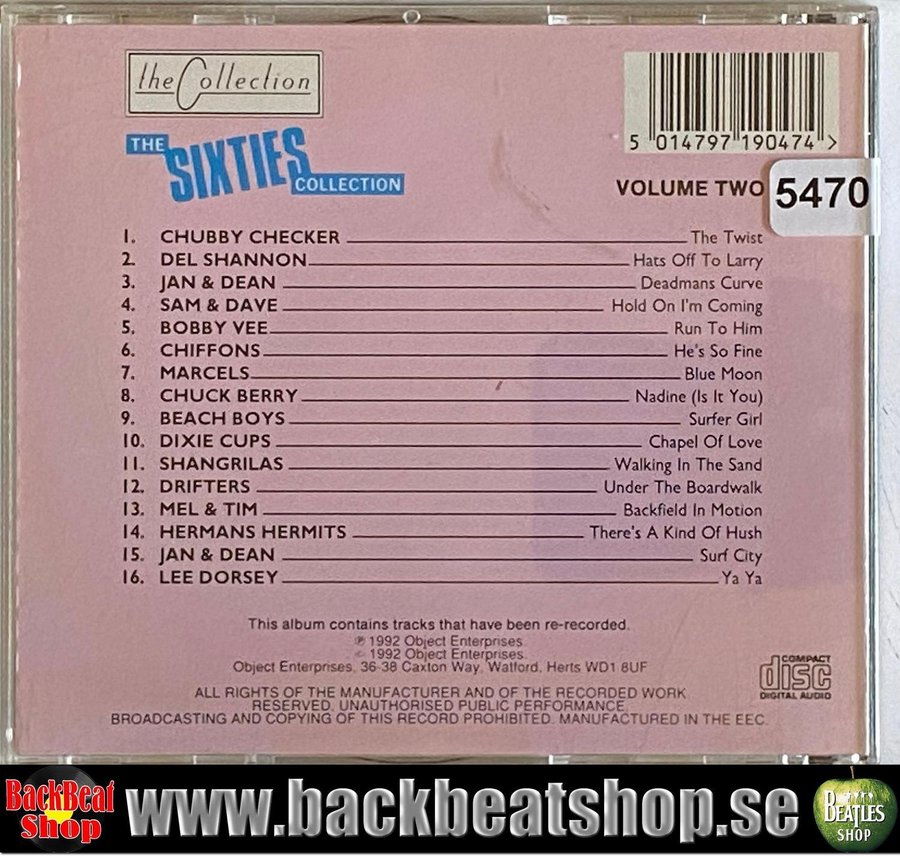 the Collection
THE
SIXTIES
COLLECTION
5 014797 190474 >
VOLUME TWO
5470
1. CHUBBY CHECKER The Twist
2. DEL SHANNON Hats Off To Larry
3. JAN & DEAN Deadmans Curve
4. SAM & DAVE Hold On I'm Coming
5. BOBBY VEE Run To Him
6. CHIFFONS He's So Fine
7. MARCELS Blue Moon
8. CHUCK BERRY Nadine (Is It You)
9. BEACH BOYS Surfer Girl
10. DIXIE CUPS Chapel Of Love
11. SHANGRILAS Walking In The Sand
12. DRIFTERS Under The Boardwalk
13. MEL & TIM Backfield In Motion
14. HERMANS HERMITS There's A Kind Of Hush
15. JAN & DEAN Surf City
16. LEE DORSEY Ya Ya
This album contains tracks that have been re-recorded.
℗ 1992 Object Enterprises.
© 1992 Object Enterprises.
Object Enterprises, 36-38 Caxton Way, Watford, Herts WD1 8UF
COMPACT
disc
DIGITAL AUDIO
ALL RIGHTS OF THE MANUFACTURER AND OF THE RECORDED WORK
RESERVED. UNAUTHORISED PUBLIC PERFORMANCE,
BROADCASTING AND COPYING OF THIS RECORD PROHIBITED. MANUFACTURED IN THE EEC.
BackBeat
Shop
www.backbeatshop.se
BEATLES
SHOP